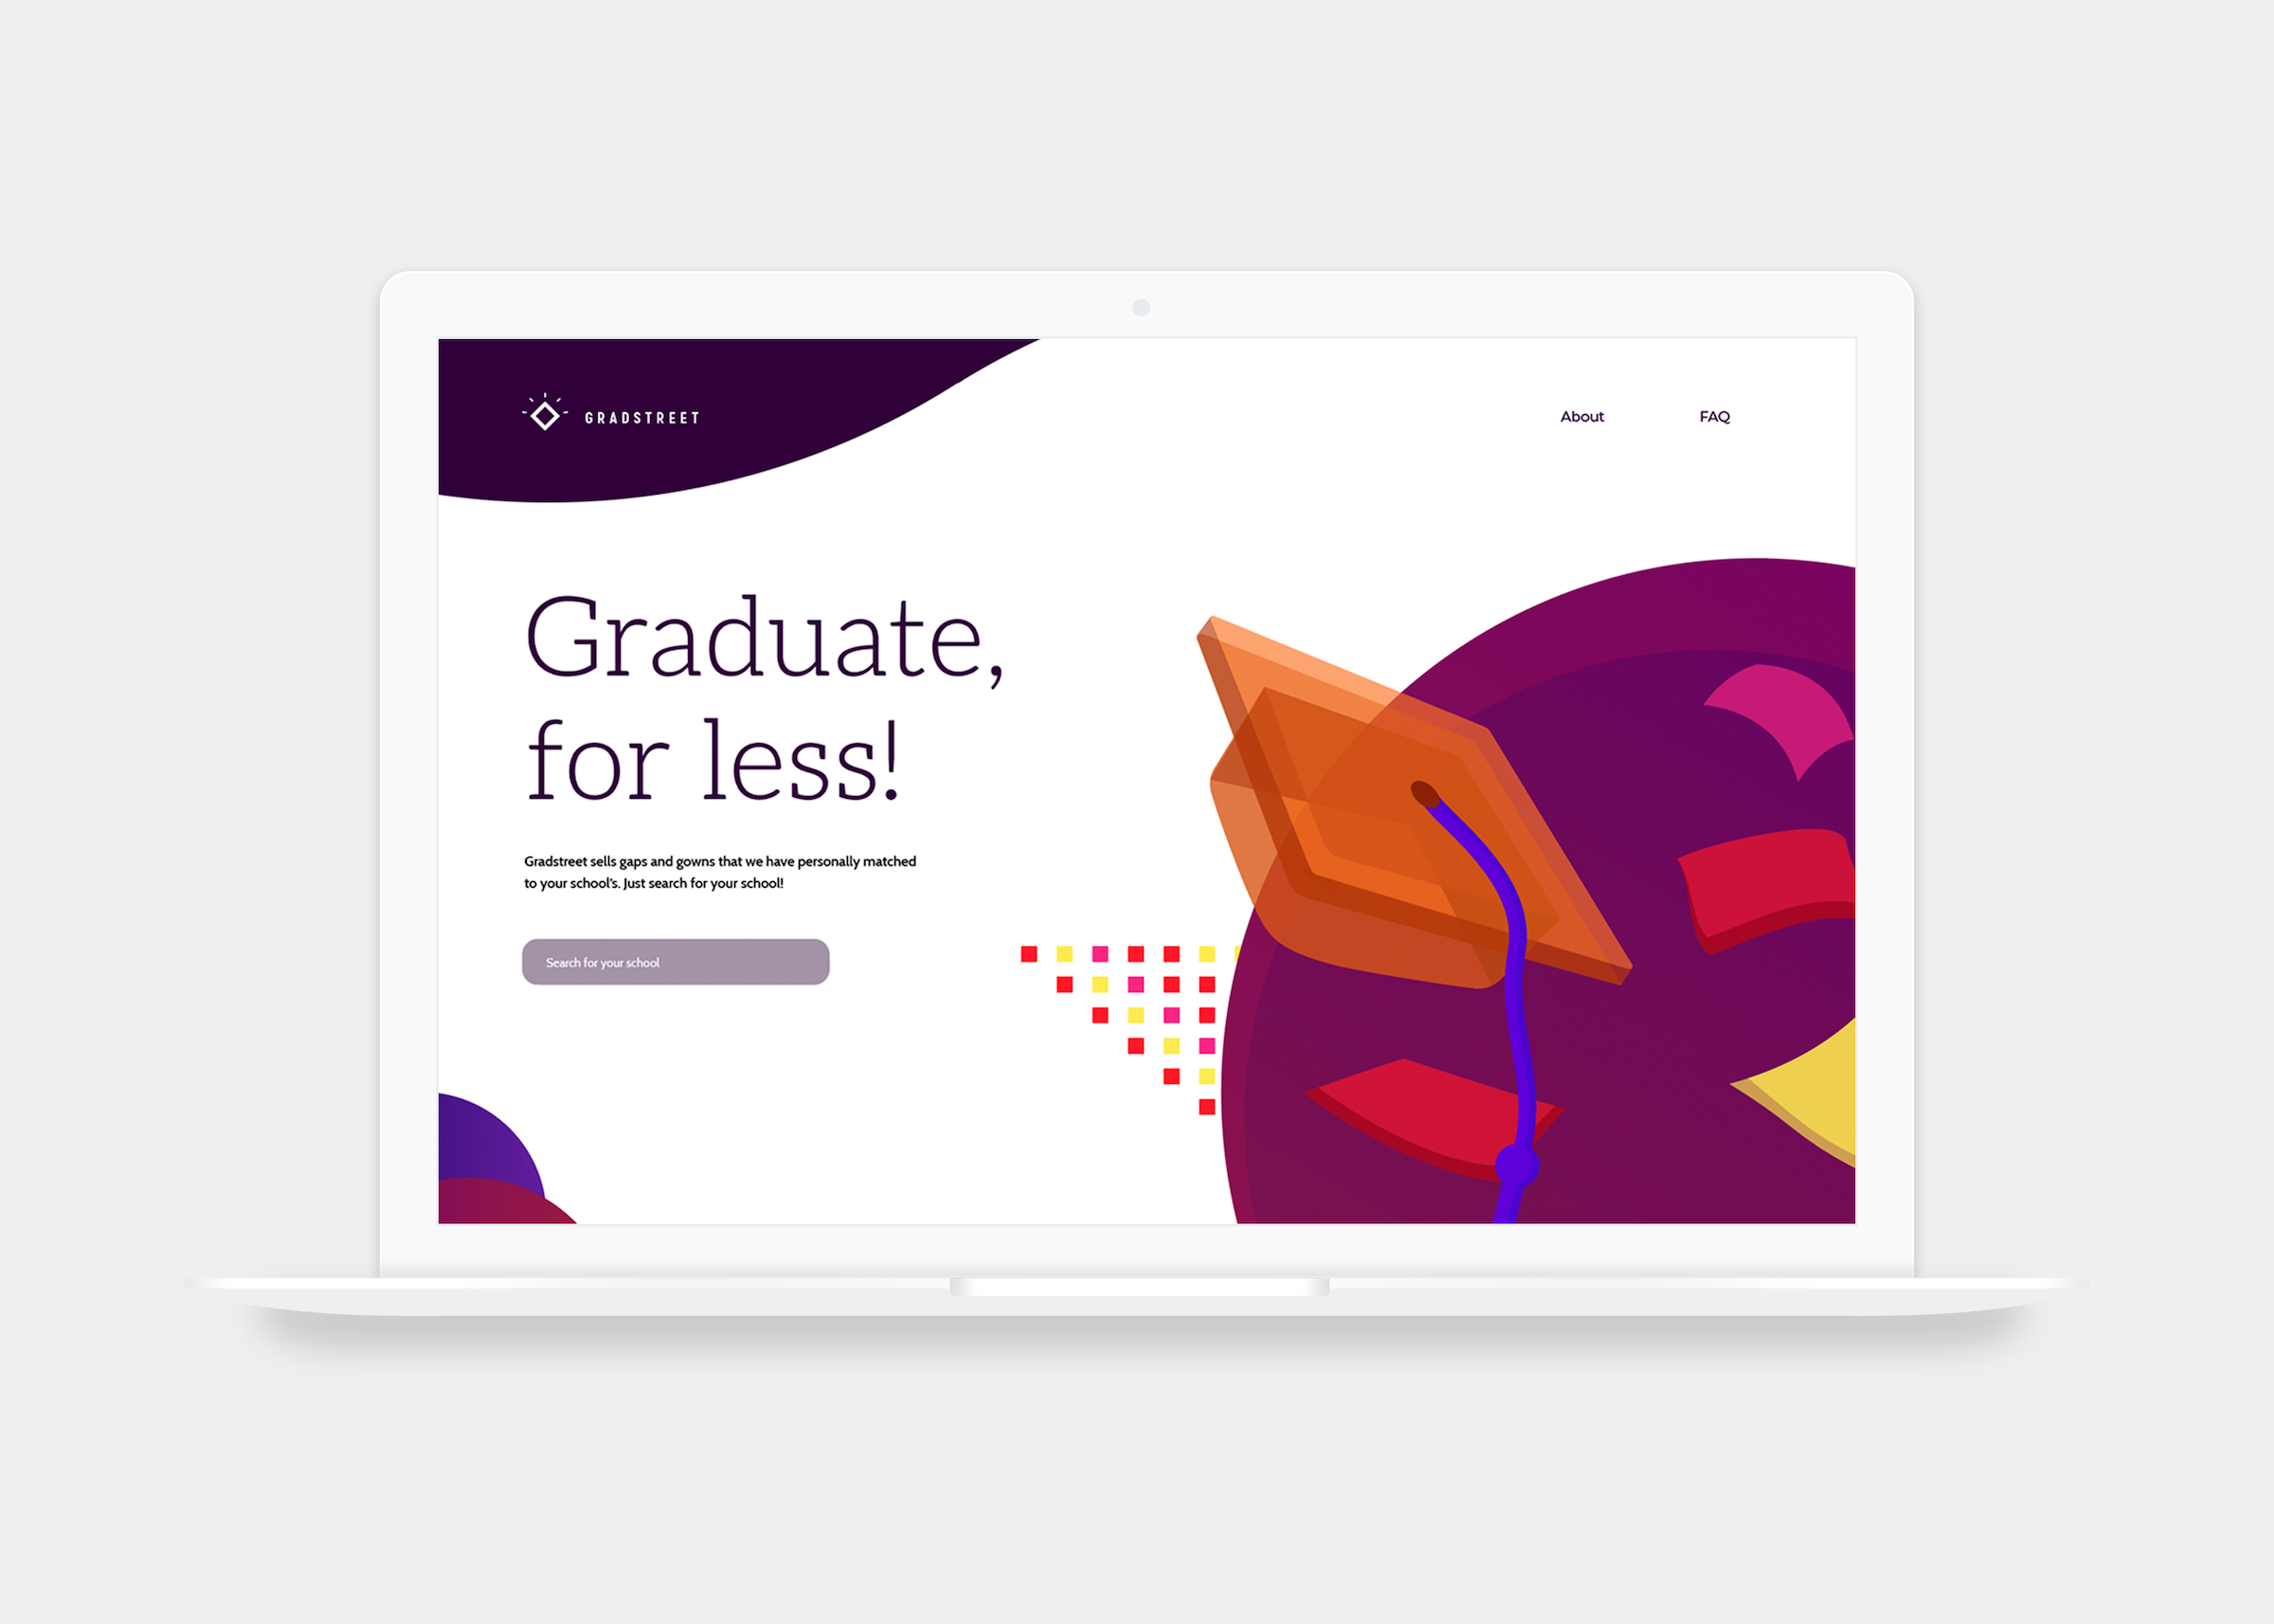 GRADSTREET
About
FAQ
Graduate,
for less!
Gradstreet sells gaps and gowns that we have personally matched
to your school's. Just search for your school!
Search for your school